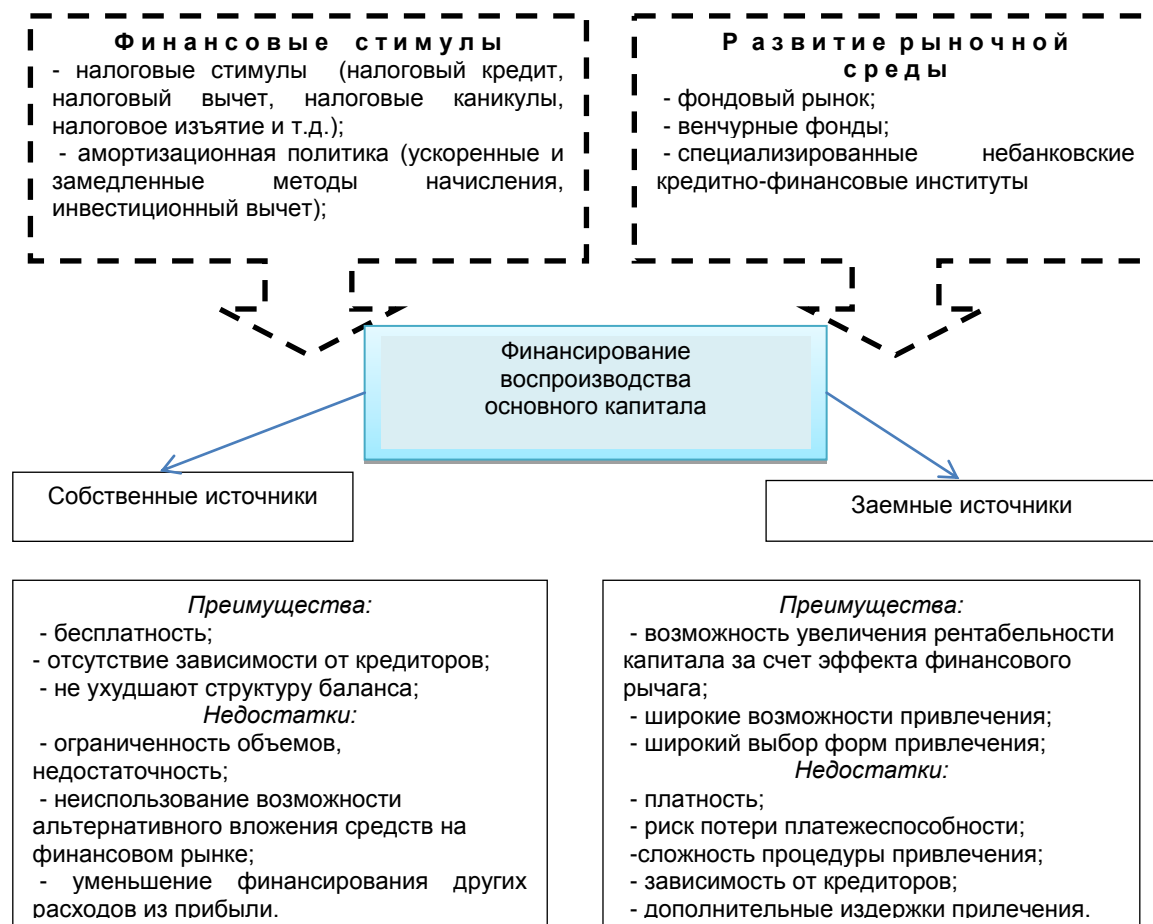 Финансовые стимулы
- налоговые стимулы (налоговый кредит,
налоговый вычет, налоговые каникулы,
налоговое изъятие и т.д.);
- амортизационная политика (ускоренные и
замедленные методы начисления,
инвестиционный вычет);
Развитие рыночной
среды
- фондовый рынок;
- венчурные фонды;
- специализированные небанковские
кредитно-финансовые институты
Финансирование
воспроизводства
основного капитала
Собственные источники
Заемные источники
Преимущества:
- бесплатность;
- отсутствие зависимости от кредиторов;
- не ухудшают структуру баланса;
Недостатки:
- ограниченность объемов,
недостаточность;
- неиспользование возможности
альтернативного вложения средств на
финансовом рынке;
- уменьшение финансирования других
расходов из прибыли.
Преимущества:
- возможность увеличения рентабельности
капитала за счет эффекта финансового
рычага;
- широкие возможности привлечения;
- широкий выбор форм привлечения;
Недостатки:
- платность;
- риск потери платежеспособности;
-сложность процедуры привлечения;
- зависимость от кредиторов;
- дополнительные издержки прилечения.